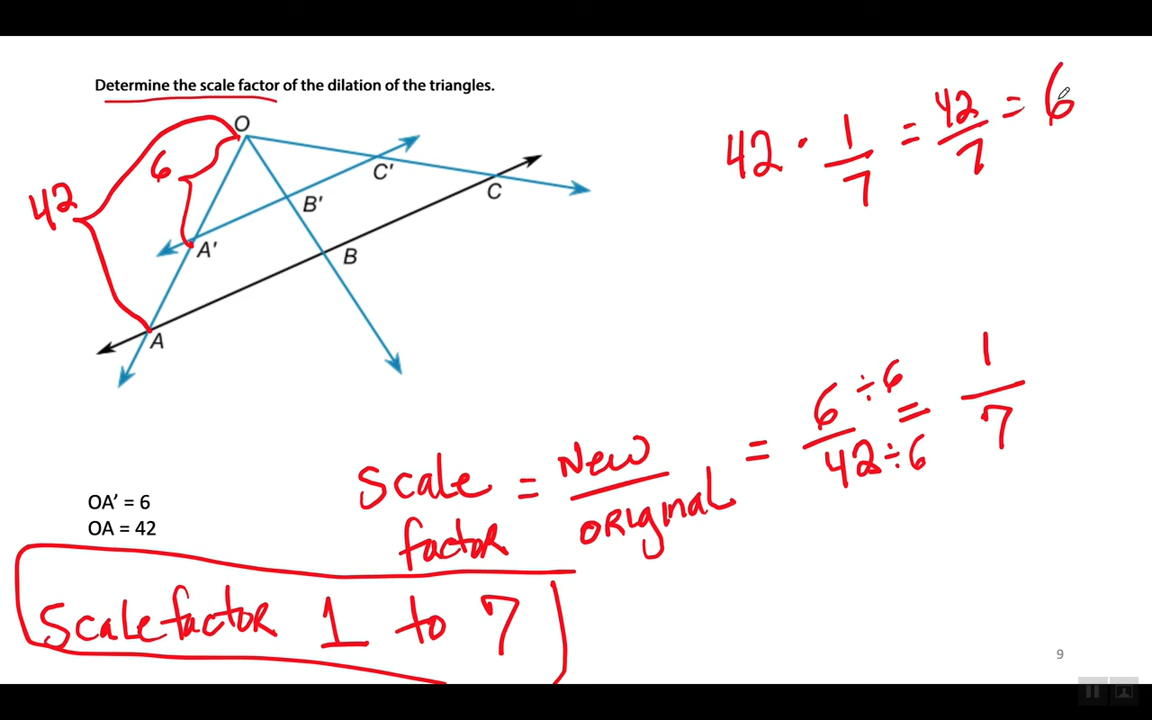 Determine the scale factor of the dilation of the triangles.
42 · 1/7 = 42/7 = 6
O
6
42
C'
C
B'
A'
B
A
Scale factor = New/original = 6÷6/42÷6 = 1/7
OA' = 6
OA = 42
Scale factor 1 to 7
9